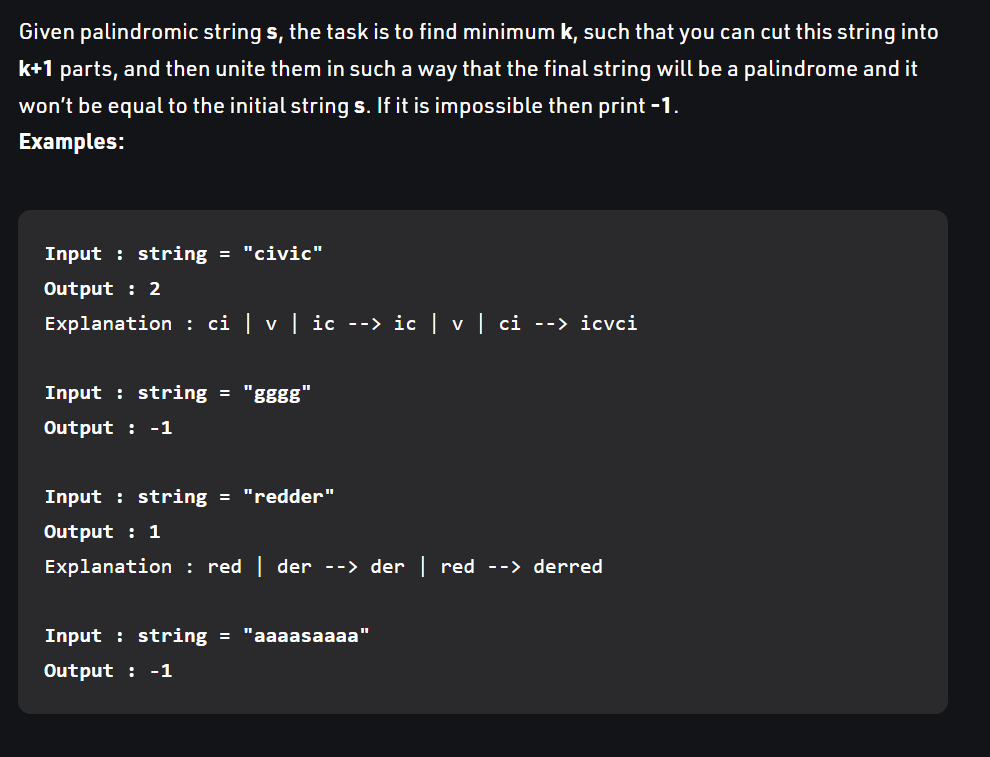 Given palindromic string s, the task is to find minimum k, such that you can cut this string into
k+1 parts, and then unite them in such a way that the final string will be a palindrome and it
won’t be equal to the initial string s. If it is impossible then print -1.
Examples:
Input : string = "civic"
Output : 2
Explanation : ci | v | ic --> ic | v | ci --> icvci
Input : string = "gggg"
Output : -1
Input : string = "redder"
Output : 1
Explanation : red | der --> der | red --> derred
Input : string = "aaaasaaaa"
Output : -1